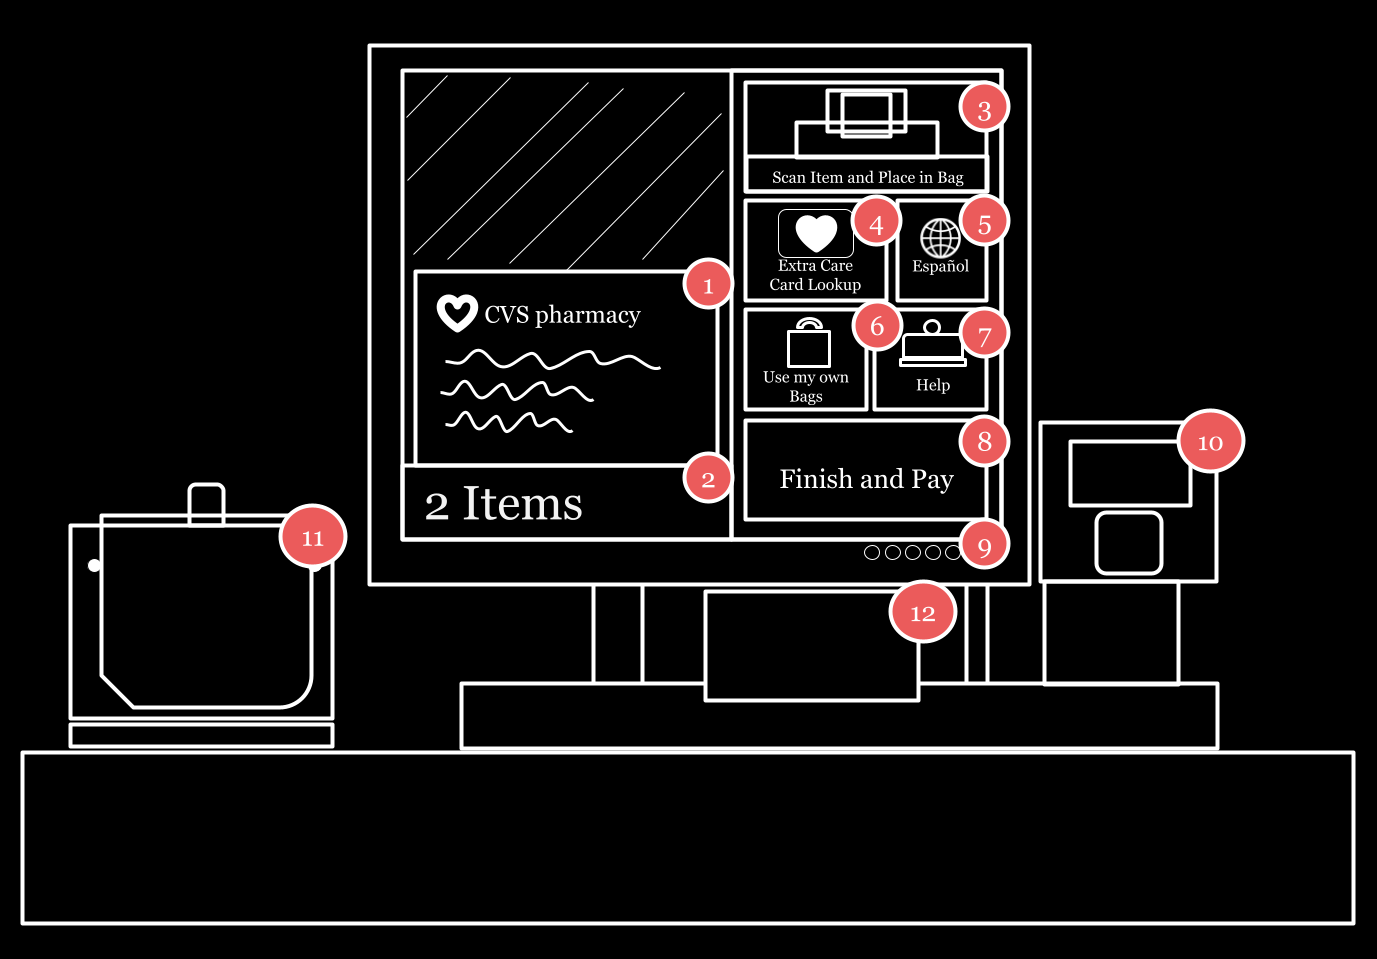 3
Scan Item and Place in Bag
4
5
Extra Care
Card Lookup
Español
1
CVS pharmacy
6
7
Use my own
Bags
Help
2
2 Items
8
Finish and Pay
9
10
11
12